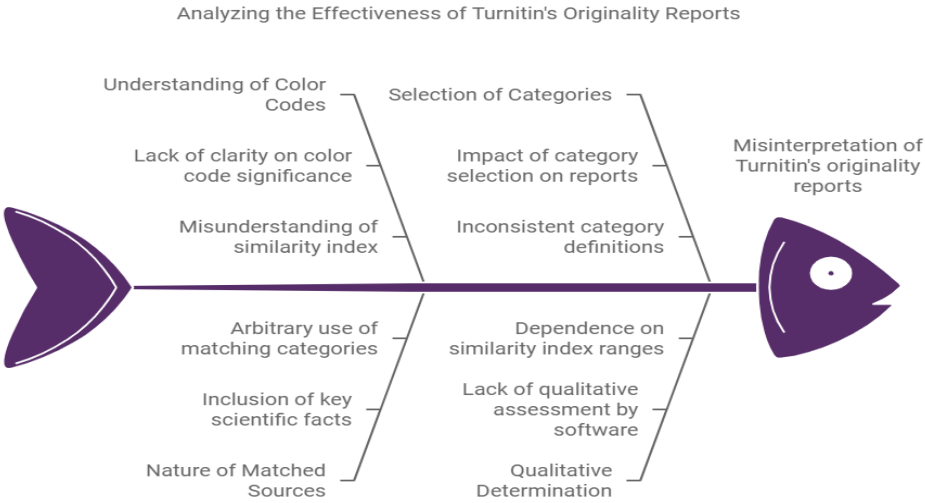 Analyzing the Effectiveness of Turnitin's Originality Reports
Understanding of Color
Codes
Lack of clarity on color
code significance
Misunderstanding of
similarity index
Selection of Categories
Impact of category
selection on reports
Inconsistent category
definitions
Misinterpretation of
Turnitin's originality
reports
Arbitrary use of
matching categories
Inclusion of key
scientific facts
Nature of Matched
Sources
Dependence on
similarity index ranges
Lack of qualitative
assessment by
software
Qualitative
Determination